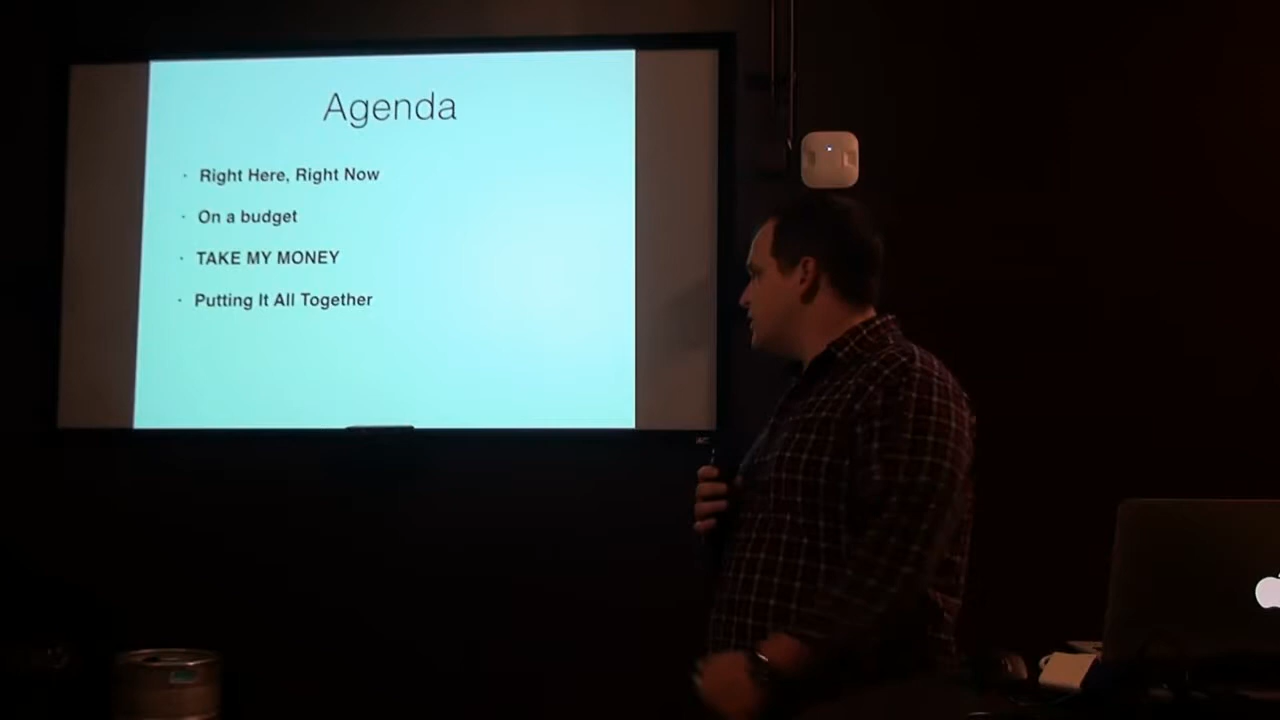 Agenda
Right Here, Right Now
On a budget
TAKE MY MONEY
Putting It All Together